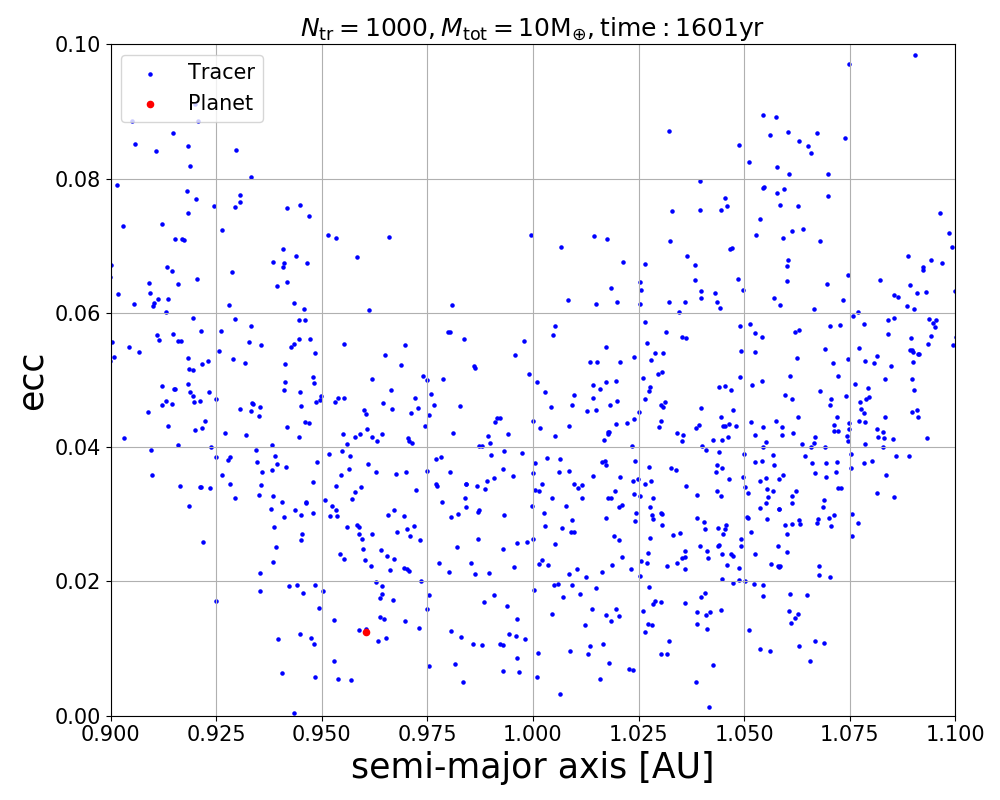 N_tr = 1000, M_tot = 10M_⊕, time : 1601yr
Tracer
Planet
ecc
0.10
0.08
0.06
0.04
0.02
0.00
0.900 0.925 0.950 0.975 1.000 1.025 1.050 1.075 1.100
semi-major axis [AU]